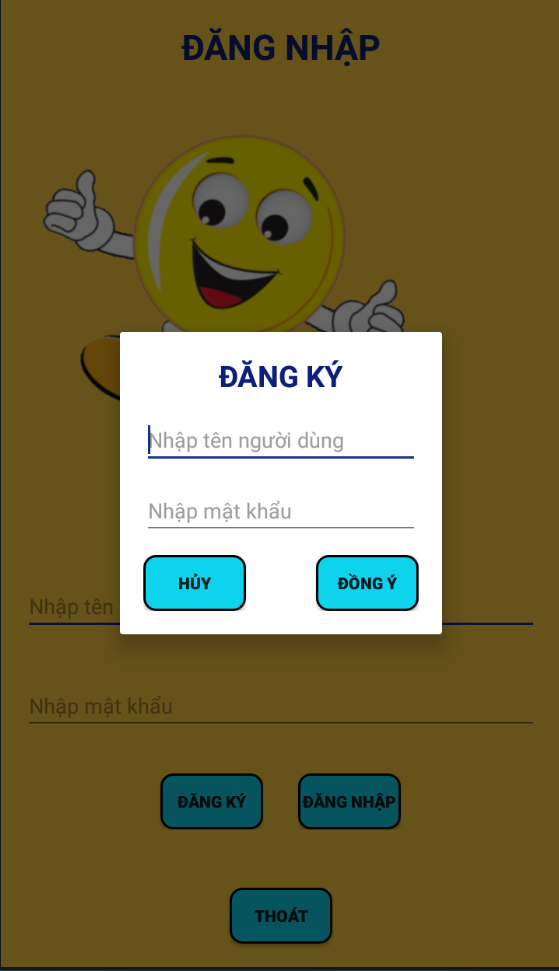 ĐĂNG NHẬP
ĐĂNG KÝ
Nhập tên người dùng
Nhập mật khẩu
HỦY
ĐỒNG Ý
Nhập tên
Nhập mật khẩu
ĐĂNG KÝ
ĐĂNG NHẬP
THOÁT